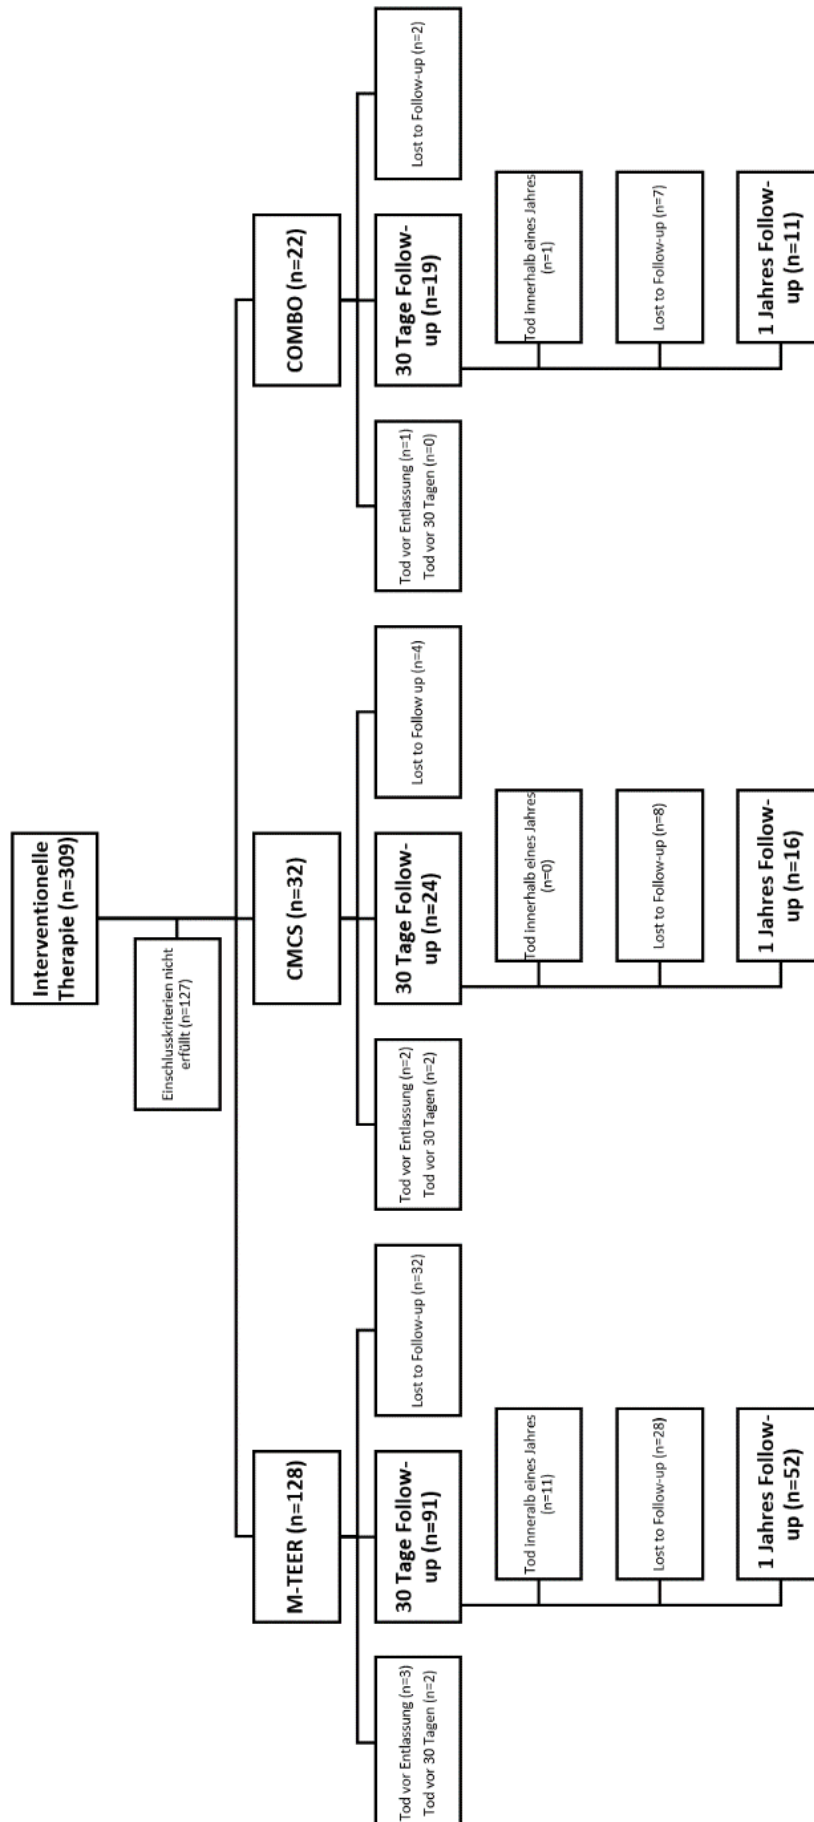 Interventionelle
Therapie (n=309)
Einschlusskriterien nicht
erfüllt (n=127)
M-TEER (n=128)
CMCS (n=32)
COMBO (n=22)
Tod vor Entlassung (n=3)
Tod vor 30 Tagen (n=2)
30 Tage Follow-
up (n=91)
Lost to Follow-up (n=32)
Tod vor Entlassung (n=2)
Tod vor 30 Tagen (n=2)
30 Tage Follow-
up (n=24)
Lost to Follow up (n=4)
Tod vor Entlassung (n=1)
Tod vor 30 Tagen (n=0)
30 Tage Follow-
up (n=19)
Lost to Follow-up (n=2)
Tod inneralb eines Jahres
(n=11)
Tod innerhalb eines Jahres
(n=0)
Tod innerhalb eines Jahres
(n=1)
Lost to Follow-up (n=28)
Lost to Follow-up (n=8)
Lost to Follow-up (n=7)
1 Jahres Follow-
up (n=52)
1 Jahres Follow-
up (n=16)
1 Jahres Follow-
up (n=11)